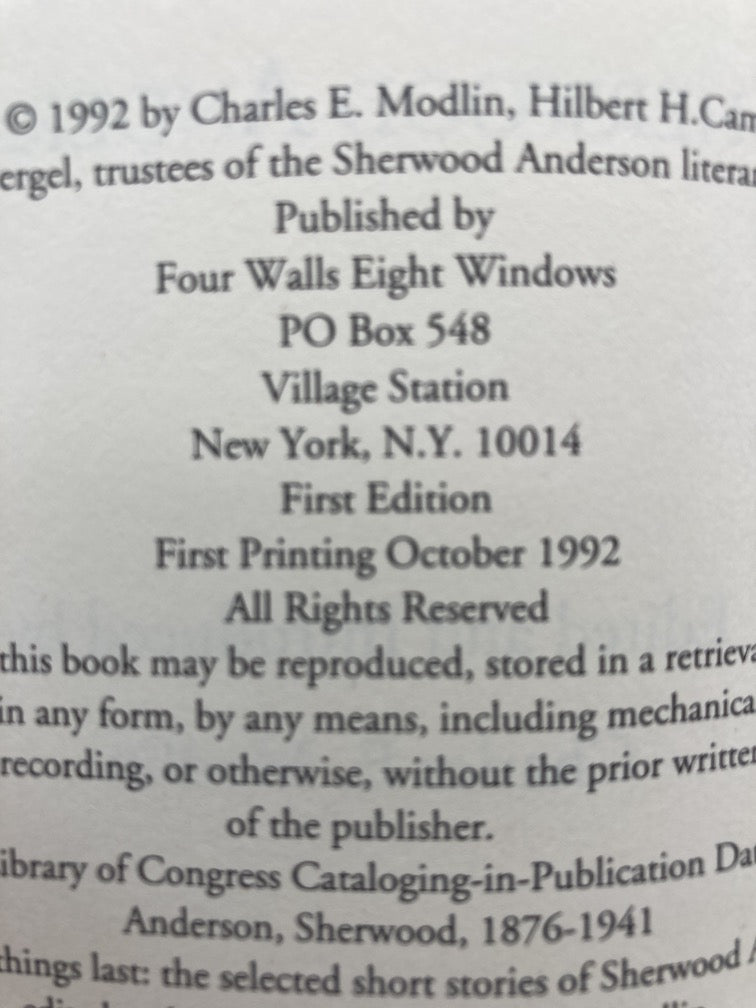 © 1992 by Charles E. Modlin, Hilbert H.Cam
ergel, trustees of the Sherwood Anderson literar
Published by
Four Walls Eight Windows
PO Box 548
Village Station
New York, N.Y. 10014
First Edition
First Printing October 1992
All Rights Reserved
this book may be reproduced, stored in a retrieva
in any form, by any means, including mechanica
recording, or otherwise, without the prior written
of the publisher.
ibrary of Congress Cataloging-in-Publication Dat
Anderson, Sherwood, 1876-1941
things last: the selected short stories of Sherwood A